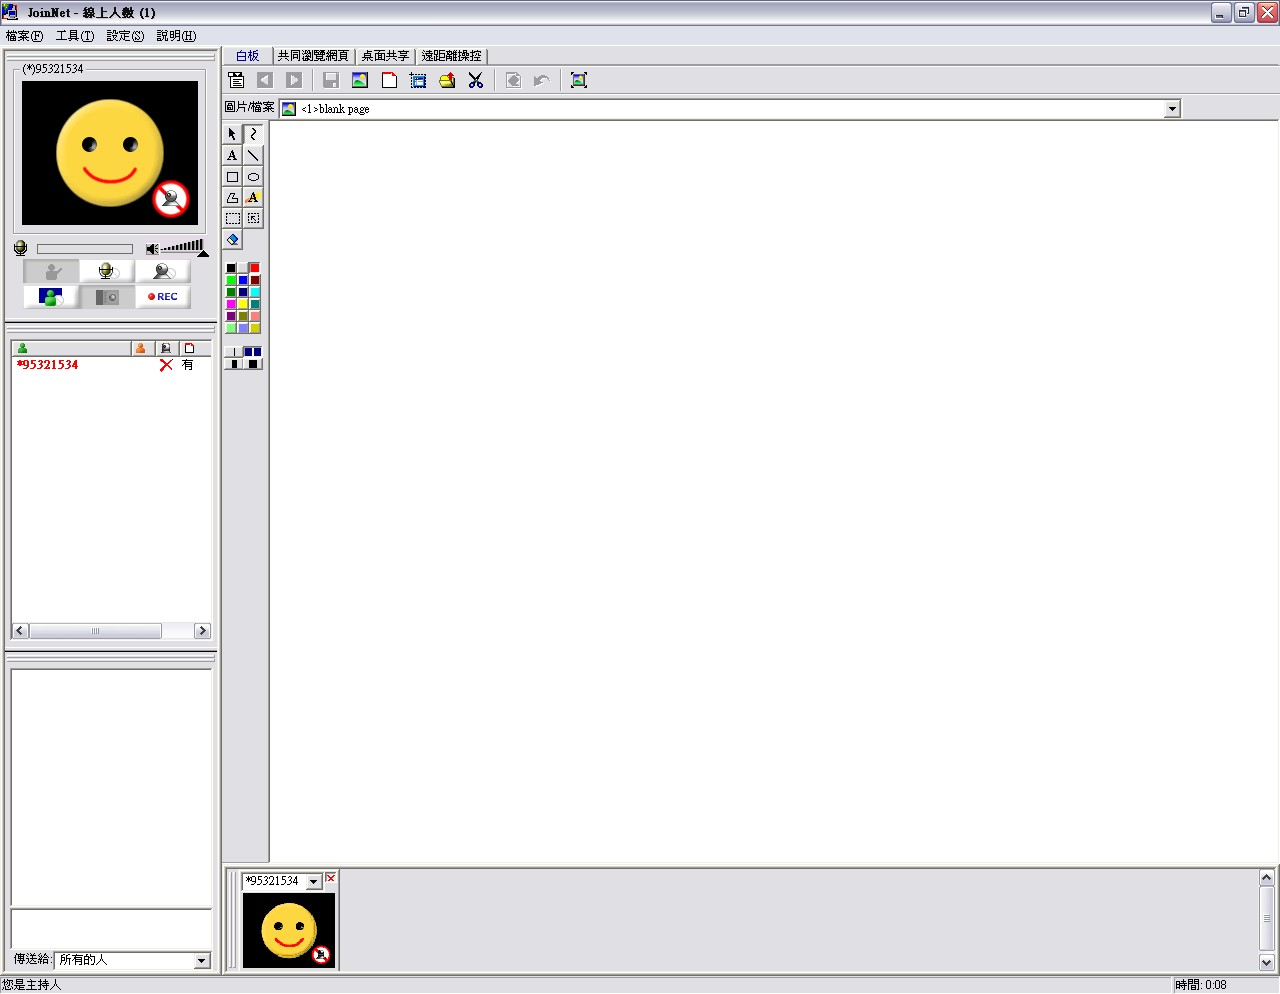 JoinNet - 線上人數 (1)
檔案(F) 工具(T) 設定(S) 說明(H)
(*)95321534
REC
*95321534 有
傳送給: 所有的人
白板 共同瀏覽網頁 桌面共享 遠距離操控
圖片/檔案 <1>blank page
A
A
*95321534
您是主持人
時間: 0:08